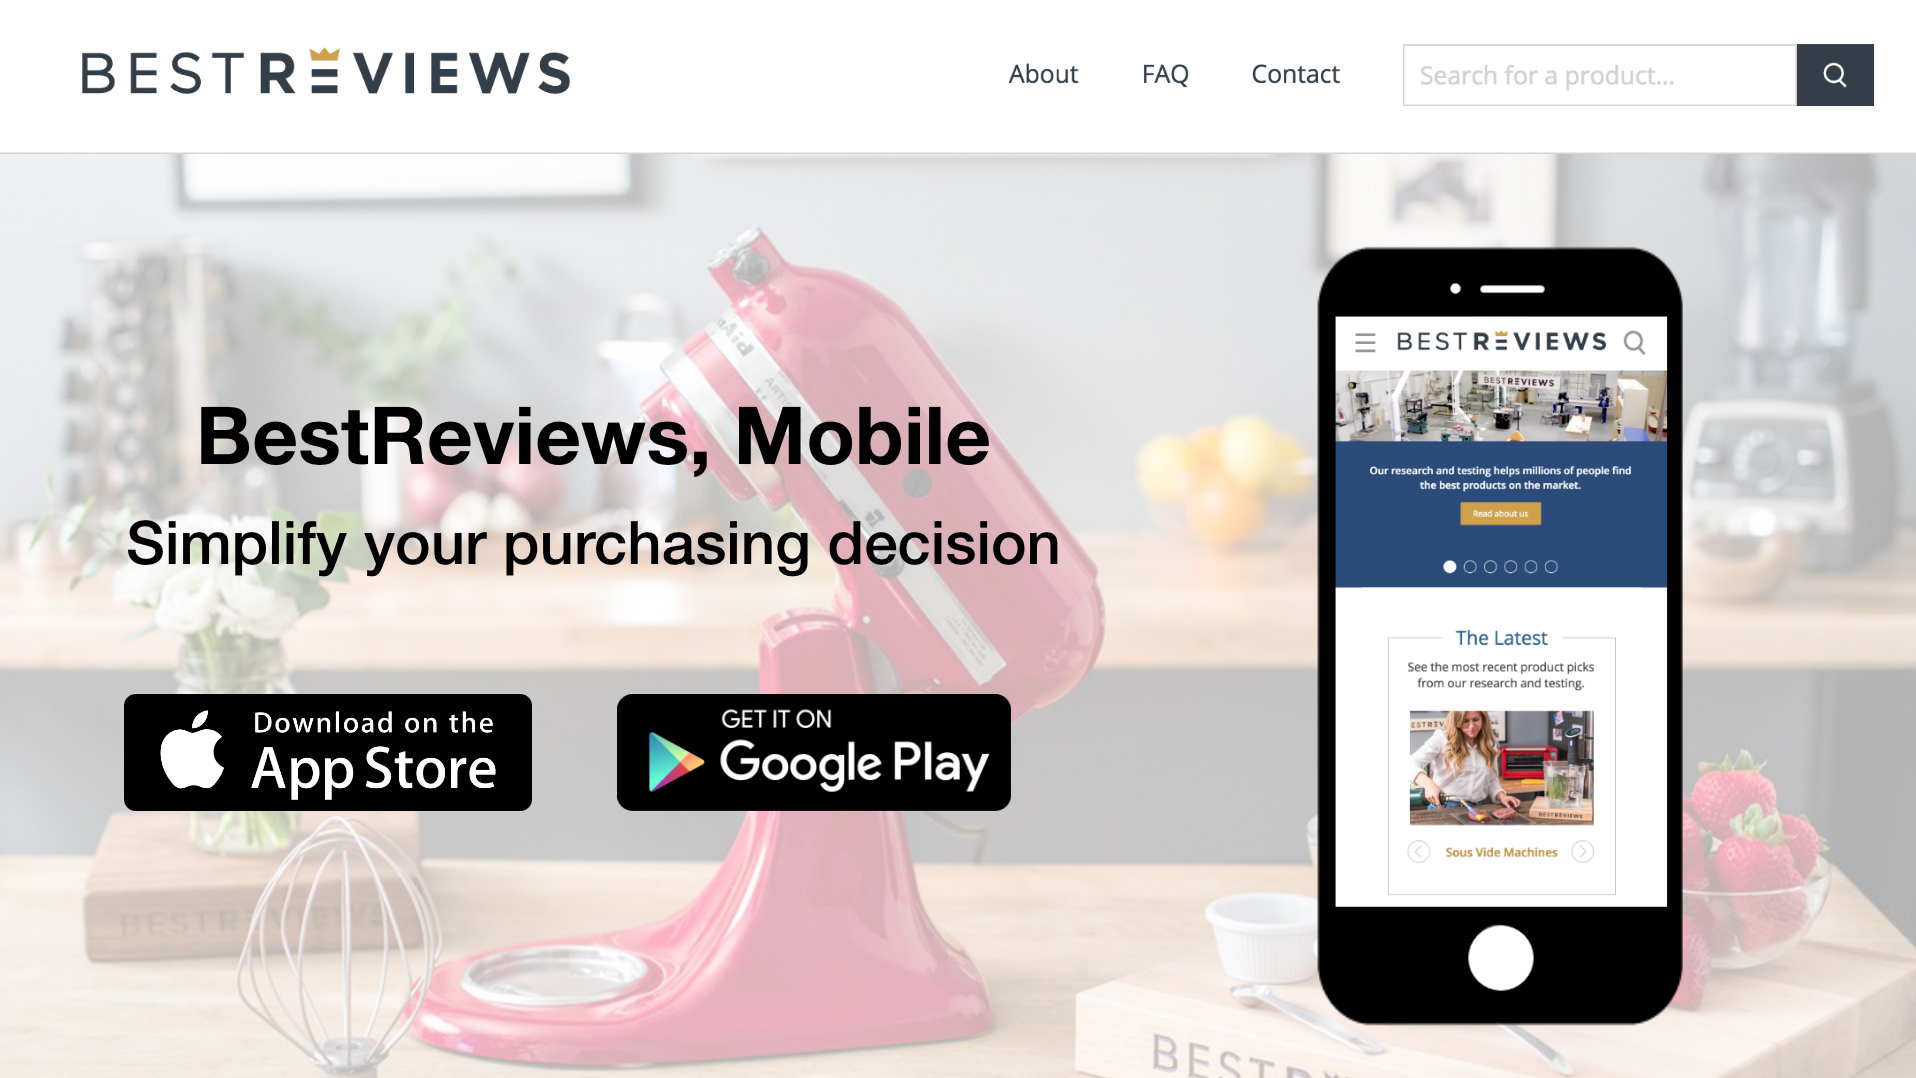 BESTREVIEWS
About
FAQ
Contact
Search for a product...
BestReviews, Mobile
Simplify your purchasing decision
Download on the
App Store
GET IT ON
Google Play
BESTREVIEWS
BESTREVIEWS
Our research and testing helps millions of people find
the best products on the market.
Read about us
The Latest
See the most recent product picks
from our research and testing.
BESTREVIEWS
Sous Vide Machines
BESTREVIEWS